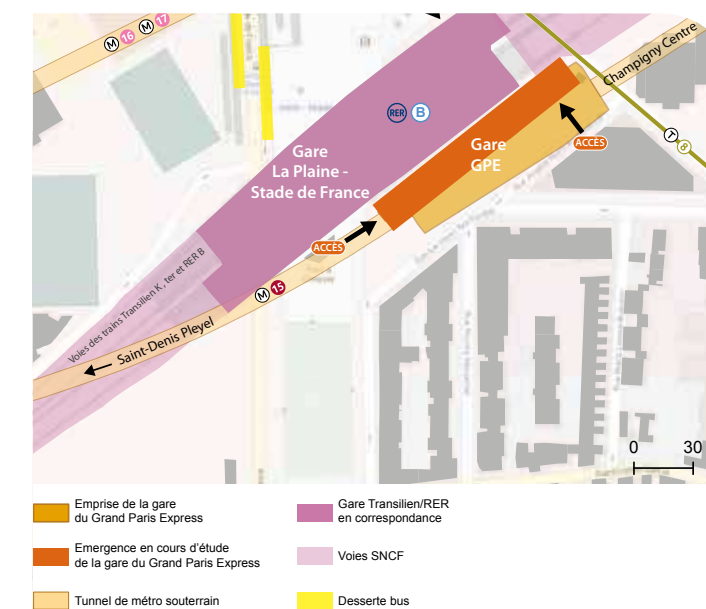 M 16 M 17
Champigny Centre
RER B
Gare
La Plaine -
Stade de France
Gare
GPE
ACCÈS
T 8
ACCÈS
M 15
Voies des trains Transilien K, ter et RER B
Saint-Denis Pleyel
0 30
Emprise de la gare
du Grand Paris Express
Gare Transilien/RER
en correspondance
Emergence en cours d'étude
de la gare du Grand Paris Express
Voies SNCF
Tunnel de métro souterrain
Desserte bus